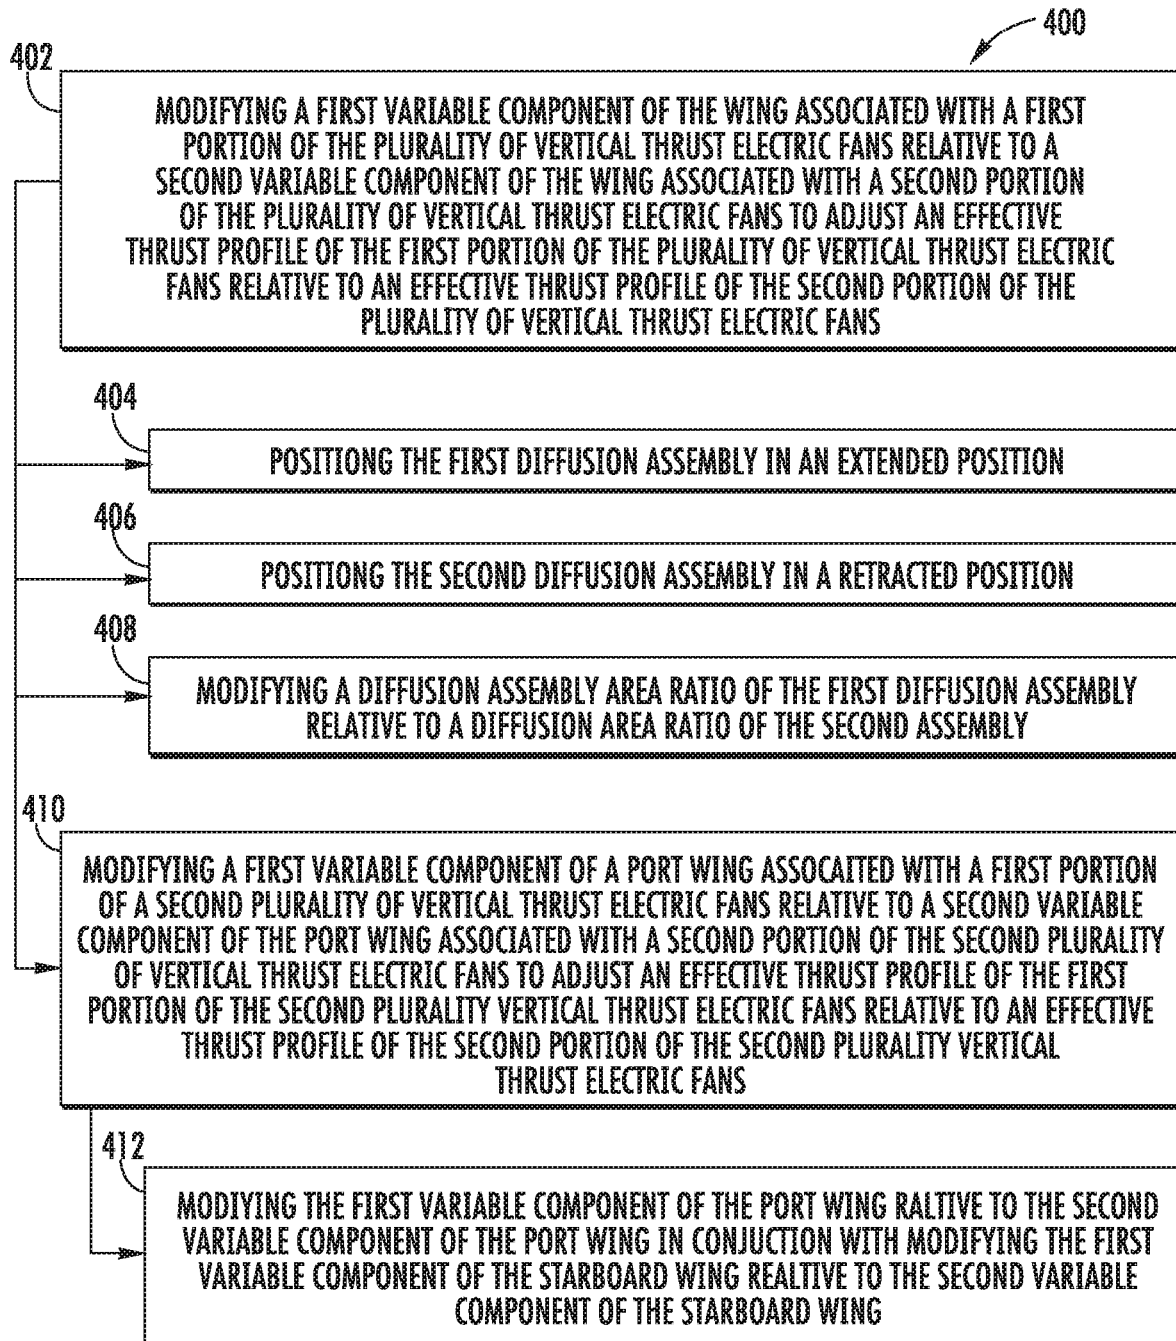 400
402
MODIFYING A FIRST VARIABLE COMPONENT OF THE WING ASSOCIATED WITH A FIRST
PORTION OF THE PLURALITY OF VERTICAL THRUST ELECTRIC FANS RELATIVE TO A
SECOND VARIABLE COMPONENT OF THE WING ASSOCIATED WITH A SECOND PORTION
OF THE PLURALITY OF VERTICAL THRUST ELECTRIC FANS TO ADJUST AN EFFECTIVE
THRUST PROFILE OF THE FIRST PORTION OF THE PLURALITY OF VERTICAL THRUST ELECTRIC
FANS RELATIVE TO AN EFFECTIVE THRUST PROFILE OF THE SECOND PORTION OF THE
PLURALITY OF VERTICAL THRUST ELECTRIC FANS
404
POSITIONG THE FIRST DIFFUSION ASSEMBLY IN AN EXTENDED POSITION
406
POSITIONG THE SECOND DIFFUSION ASSEMBLY IN A RETRACTED POSITION
408
MODIFYING A DIFFUSION ASSEMBLY AREA RATIO OF THE FIRST DIFFUSION ASSEMBLY
RELATIVE TO A DIFFUSION AREA RATIO OF THE SECOND ASSEMBLY
410
MODIFYING A FIRST VARIABLE COMPONENT OF A PORT WING ASSOCAITED WITH A FIRST PORTION
OF A SECOND PLURALITY OF VERTICAL THRUST ELECTRIC FANS RELATIVE TO A SECOND VARIABLE
COMPONENT OF THE PORT WING ASSOCIATED WITH A SECOND PORTION OF THE SECOND PLURALITY
OF VERTICAL THRUST ELECTRIC FANS TO ADJUST AN EFFECTIVE THRUST PROFILE OF THE FIRST
PORTION OF THE SECOND PLURALITY VERTICAL THRUST ELECTRIC FANS RELATIVE TO AN EFFECTIVE
THRUST PROFILE OF THE SECOND PORTION OF THE SECOND PLURALITY VERTICAL
THRUST ELECTRIC FANS
412
MODIYING THE FIRST VARIABLE COMPONENT OF THE PORT WING RALTIVE TO THE SECOND
VARIABLE COMPONENT OF THE PORT WING IN CONJUCTION WITH MODIFYING THE FIRST
VARIABLE COMPONENT OF THE STARBOARD WING REALTIVE TO THE SECOND VARIABLE
COMPONENT OF THE STARBOARD WING